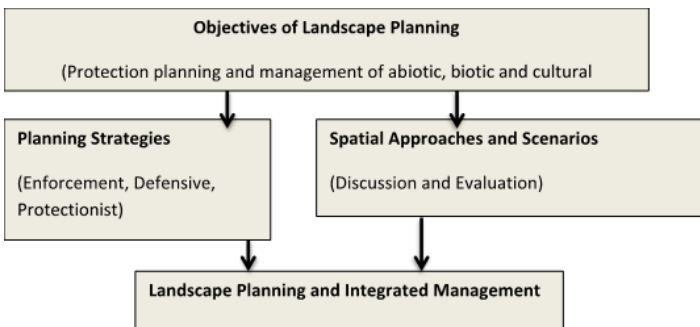 Objectives of Landscape Planning
(Protection planning and management of abiotic, biotic and cultural
Planning Strategies
(Enforcement, Defensive,
Protectionist)
Spatial Approaches and Scenarios
(Discussion and Evaluation)
Landscape Planning and Integrated Management